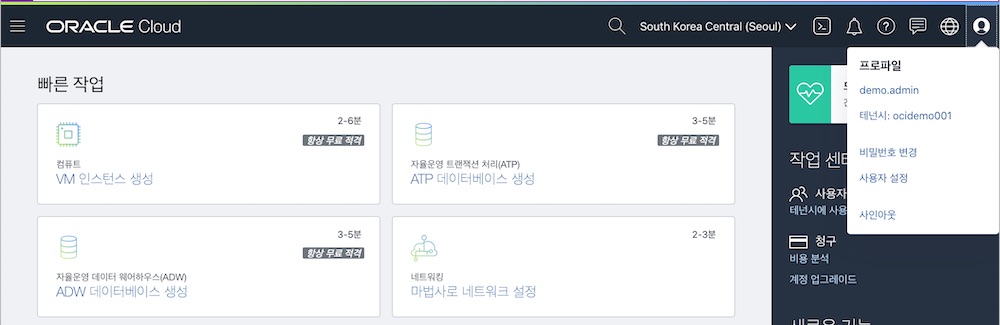 ORACLE Cloud
South Korea Central (Seoul)
빠른 작업
2-6분
항상 무료 적격
컴퓨트
VM 인스턴스 생성
3-5분
항상 무료 적격
자율운영 트랜잭션 처리(ATP)
ATP 데이터베이스 생성
3-5분
항상 무료 적격
자율운영 데이터 웨어하우스(ADW)
ADW 데이터베이스 생성
2-3분
네트워킹
마법사로 네트워크 설정
프로파일
demo.admin
테넌시: ocidemo001
비밀번호 변경
사용자 설정
사인아웃
작업 센터
사용자
테넌시에 사용
청구
비용 분석
계정 업그레이드
새로운 기능